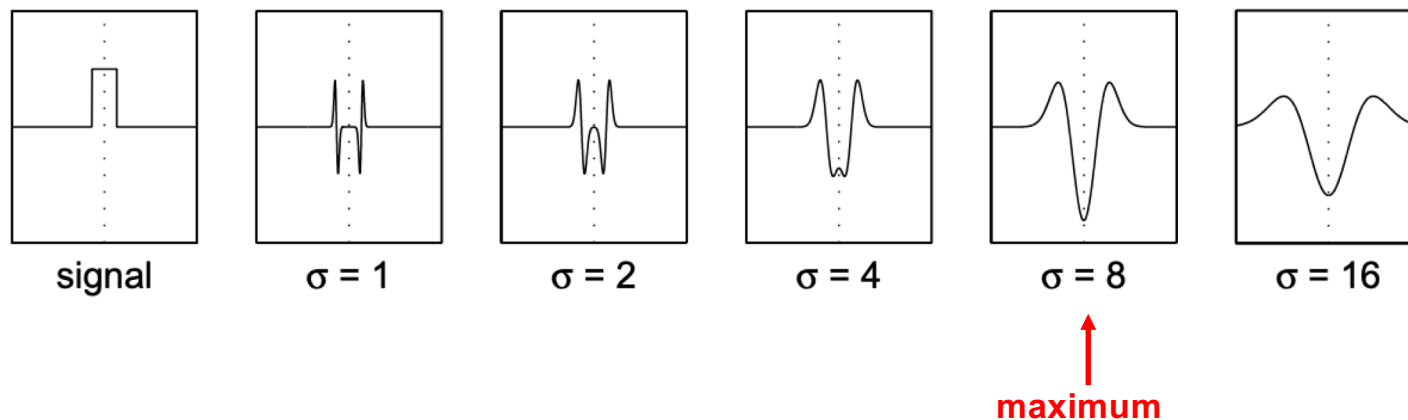 signal σ = 1 σ = 2 σ = 4 σ = 8 σ = 16
maximum